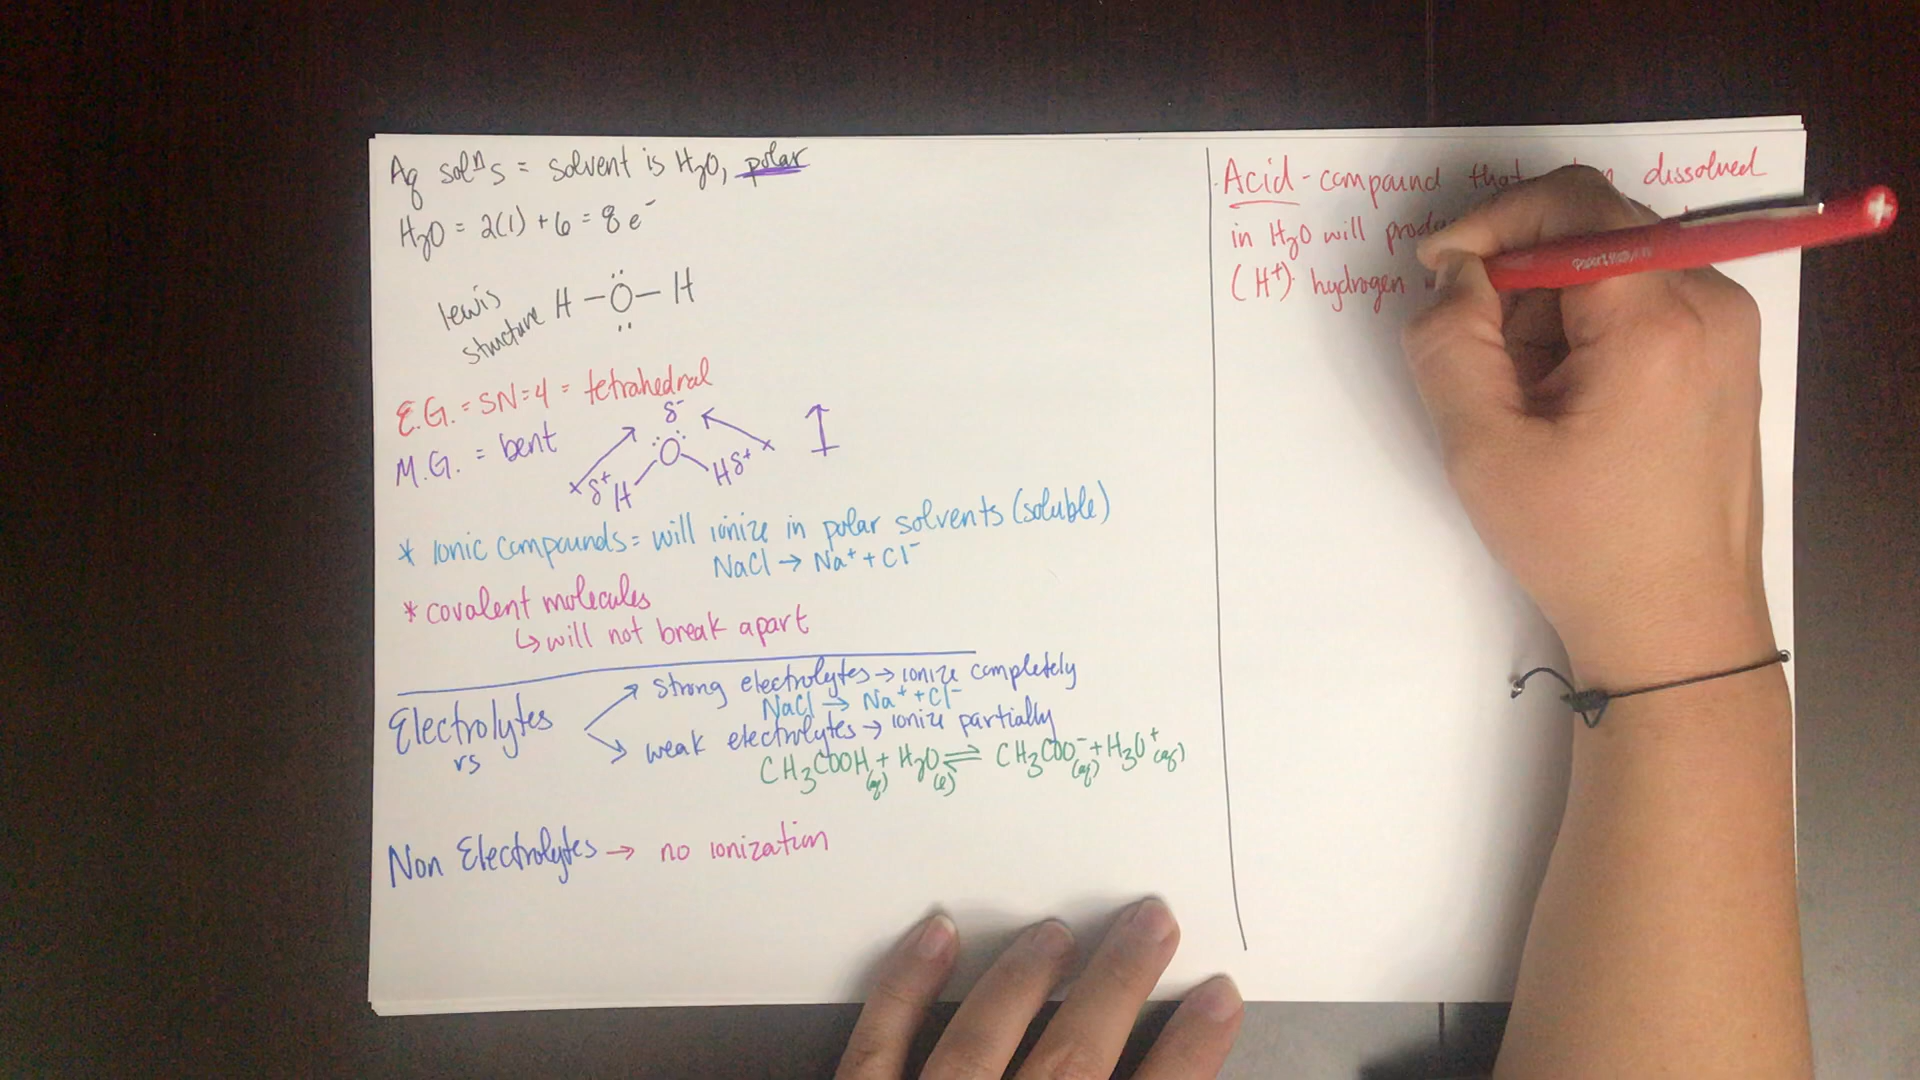 Aq solⁿs = solvent is H₂O, polar
H₂O = 2(1) + 6 = 8 e⁻
lewis
structure
H - O - H
E.G. = SN=4 = tetrahedral
M.G. = bent
δ⁻
O
δ⁺ H
H δ⁺
* Ionic compounds = will ionize in polar solvents (soluble)
NaCl → Na⁺ + Cl⁻
* covalent molecules
↳ will not break apart
Electrolytes
vs
strong electrolytes → ionize completely
NaCl → Na⁺ + Cl⁻
weak electrolytes → ionize partially
CH₃COOH(aq) + H₂O(l) ⇌ CH₃COO⁻(aq) + H₃O⁺(aq)
Non Electrolytes → no ionization
Acid - compound that dissolved
in H₂O will
(H⁺) hydrogen